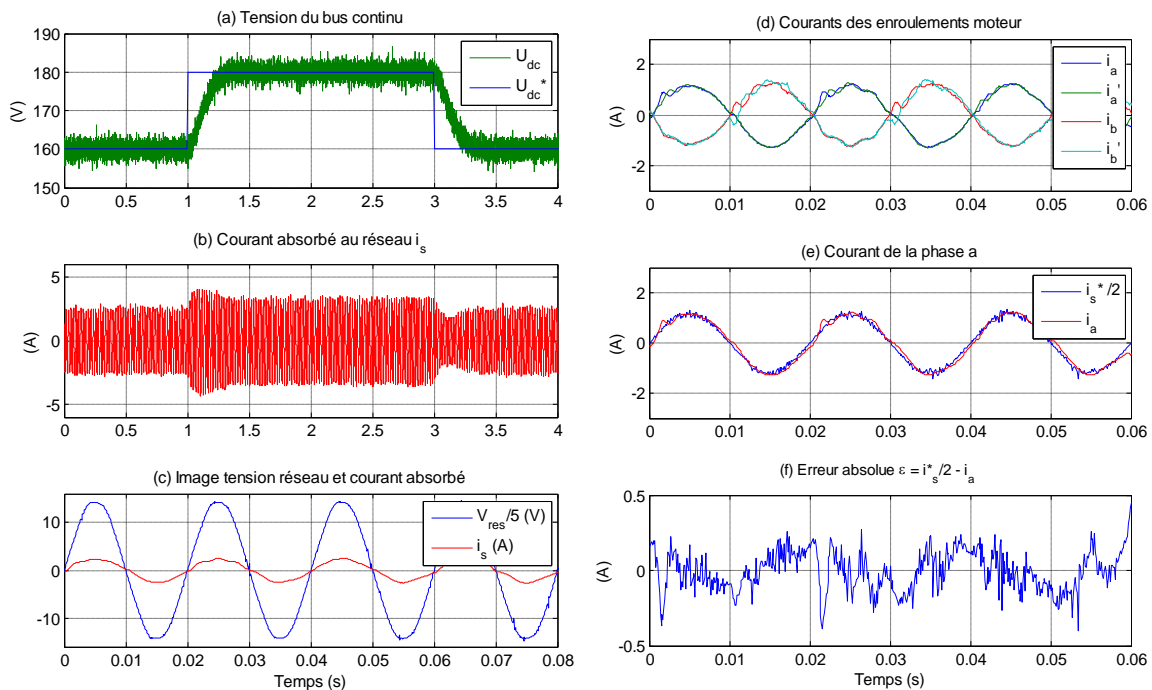 (a) Tension du bus continu
190
180
170
160
150
(V)
U_dc
U_dc*
0 0.5 1 1.5 2 2.5 3 3.5 4
(b) Courant absorbé au réseau i_s
5
0
-5
(A)
0 0.5 1 1.5 2 2.5 3 3.5 4
(c) Image tension réseau et courant absorbé
10
0
-10
V_res/5 (V)
i_s (A)
0 0.01 0.02 0.03 0.04 0.05 0.06 0.07 0.08
Temps (s)
(d) Courants des enroulements moteur
2
0
-2
(A)
i_a
i_a'
i_b
i_b'
0 0.01 0.02 0.03 0.04 0.05 0.06
(e) Courant de la phase a
2
0
-2
(A)
i_s* /2
i_a
0 0.01 0.02 0.03 0.04 0.05 0.06
(f) Erreur absolue ε = i*_s/2 - i_a
0.5
0
-0.5
(A)
0 0.01 0.02 0.03 0.04 0.05 0.06
Temps (s)